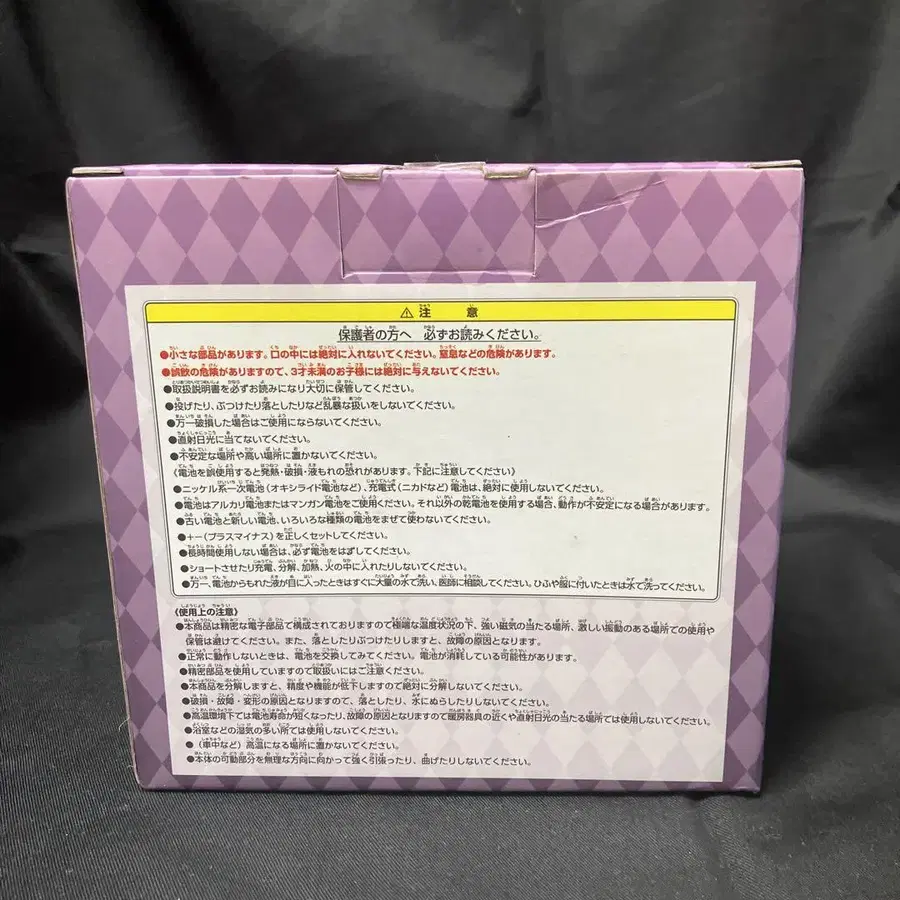 ⚠ 注 意
保護者の方へ 必ずお読みください。
●小さな部品があります。口の中には絶対に入れないでください。窒息などの危険があります。
●誤飲の危険がありますので、3才未満のお子様には絶対に与えないでください。
●取扱説明書を必ずお読みになり大切に保管してください。
●投げたり、ぶつけたり落としたりなど乱暴な扱いをしないでください。
●万一破損した場合はご使用にならないでください。
●直射日光に当てないでください。
●不安定な場所や高い場所に置かないでください。
《電池を誤使用すると発熱・破損・液もれの恐れがあります。下記に注意してください》
●ニッケル系一次電池(オキシライド電池など)、充電式(ニカドなど)電池は、絶対に使用しないでください。
●電池はアルカリ電池またはマンガン電池をご使用ください。それ以外の乾電池を使用する場合、動作が不安定になる場合があります。
●古い電池と新しい電池、いろいろな種類の電池をまぜて使わないでください。
●+−(プラスマイナス)を正しくセットしてください。
●長時間使用しない場合は、必ず電池をはずしてください。
●ショートさせたり充電、分解、加熱、火の中に入れたりしないでください。
●万一、電池からもれた液が目に入ったときはすぐに大量の水で洗い、医師に相談してください。ひふや服に付いたときは水で洗ってください。
《使用上の注意》
●本商品は精密な電子部品で構成されておりますので極端な温度状況の下、強い磁気の当たる場所、激しい振動のある場所での使用や
保管は避けてください。また、落としたりぶつけたりしますと、故障の原因となります。
●正常に動作しないときは、電池を交換してみてください。電池が消耗している可能性があります。
●精密部品を使用していますので取扱いにはご注意ください。
●本商品を分解しますと、精度や機能が低下しますので絶対に分解しないでください。
●破損・故障・変形の原因となりますので、落としたり、水にぬらしたりしないでください。
●高温環境下では電池寿命が短くなったり、故障の原因となりますので暖房器具の近くや直射日光の当たる場所では使用しないでください。
●浴室などの湿気の多い所では使用しないでください。
●(車中など)高温になる場所に置かないでください。
●本体の可動部分を無理な方向に向かって強く引張ったり、曲げたりしないでください。